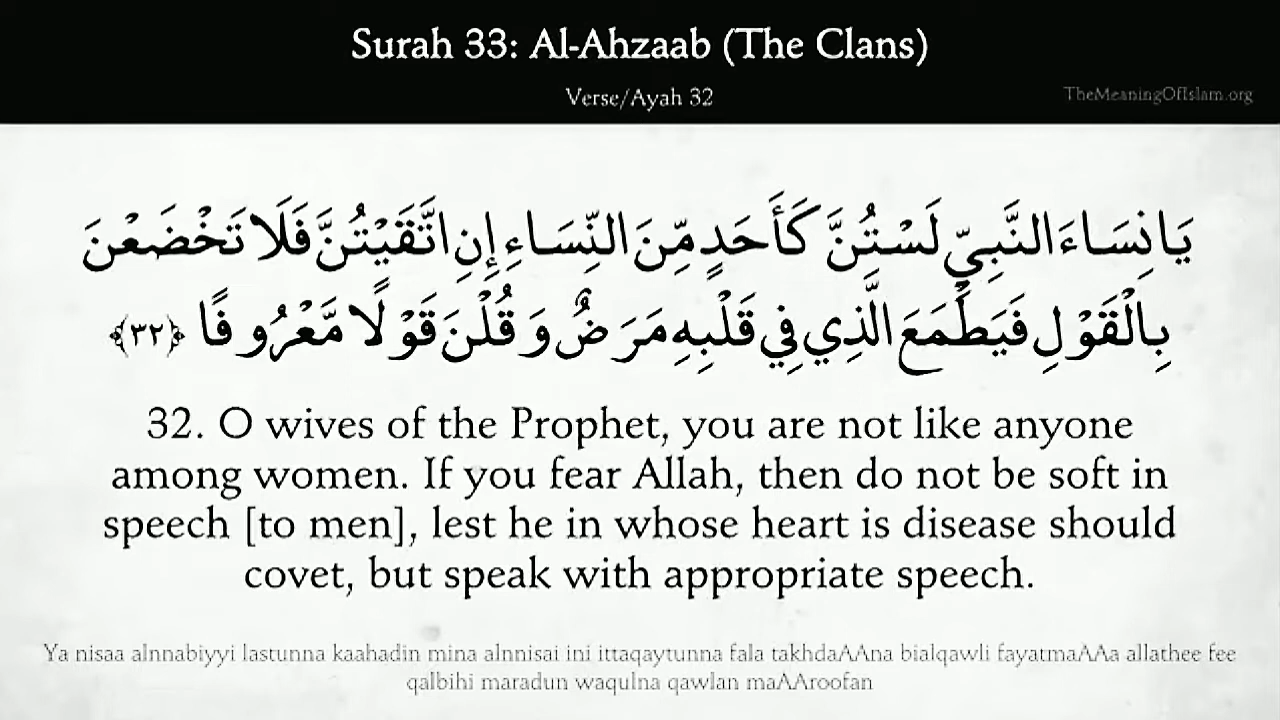 Surah 33: Al-Ahzaab (The Clans)
Verse/Ayah 32
TheMeaningOfIslam.org
يَا نِسَاءَ النَّبِيِّ لَسْتُنَّ كَأَحَدٍ مِّنَ النِّسَاءِ إِنِ اتَّقَيْتُنَّ فَلَا تَخْضَعْنَ
بِالْقَوْلِ فَيَطْمَعَ الَّذِي فِي قَلْبِهِ مَرَضٌ وَقُلْنَ قَوْلًا مَّعْرُوفًا ﴿٣٢﴾
32. O wives of the Prophet, you are not like anyone
among women. If you fear Allah, then do not be soft in
speech [to men], lest he in whose heart is disease should
covet, but speak with appropriate speech.
Ya nisaa alnnabiyyi lastunna kaahadin mina alnnisai ini ittaqaytunna fala takhdaAAna bialqawli fayatmaAAa allathee fee
qalbihi maradun waqulna qawlan maAAroofan